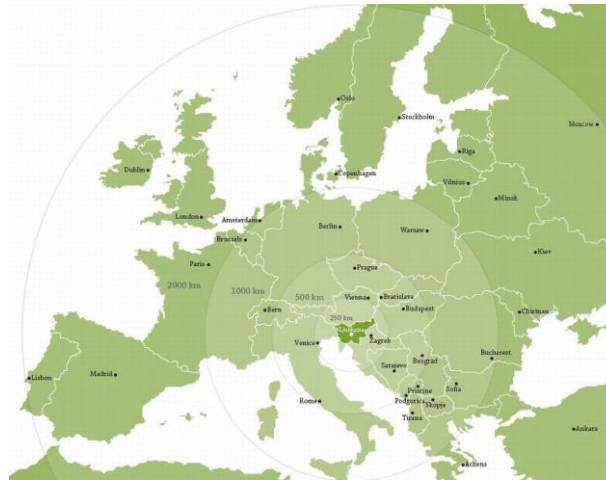 Oslo
Stockholm
Moscow
Riga
Dublin
Copenhagen
Vilnius
Minsk
London
Amsterdam
Berlin
Warsaw
Brussels
Kiev
Paris
Prague
2000 km
1000 km
500 km
Vienna
Bratislava
Budapest
Bern
250 km
Chisinau
Ljubljana
Zagreb
Venice
Beograd
Bucharest
Sarajevo
Lisbon
Madrid
Pristine
Sofia
Podgorica
Skopje
Rome
Tirana
Ankara
Athens